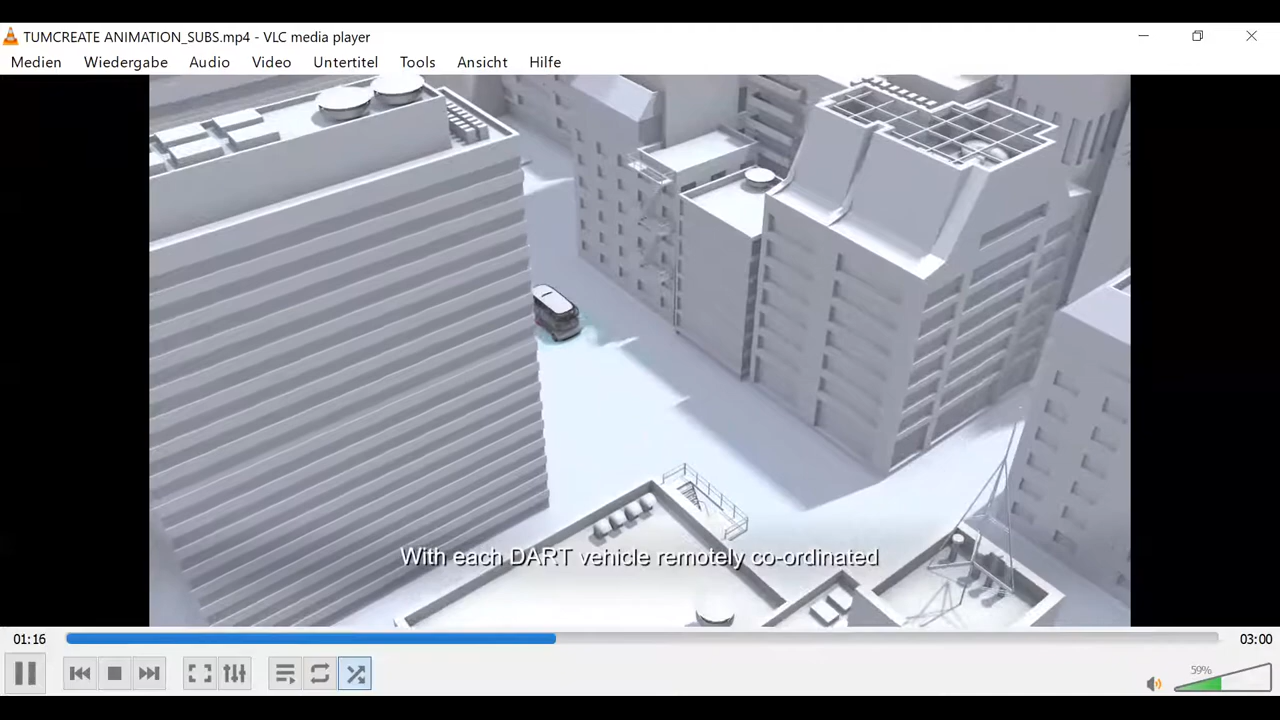 TUMCREATE ANIMATION_SUBS.mp4 - VLC media player
Medien Wiedergabe Audio Video Untertitel Tools Ansicht Hilfe
With each DART vehicle remotely co-ordinated
01:16 03:00
59%